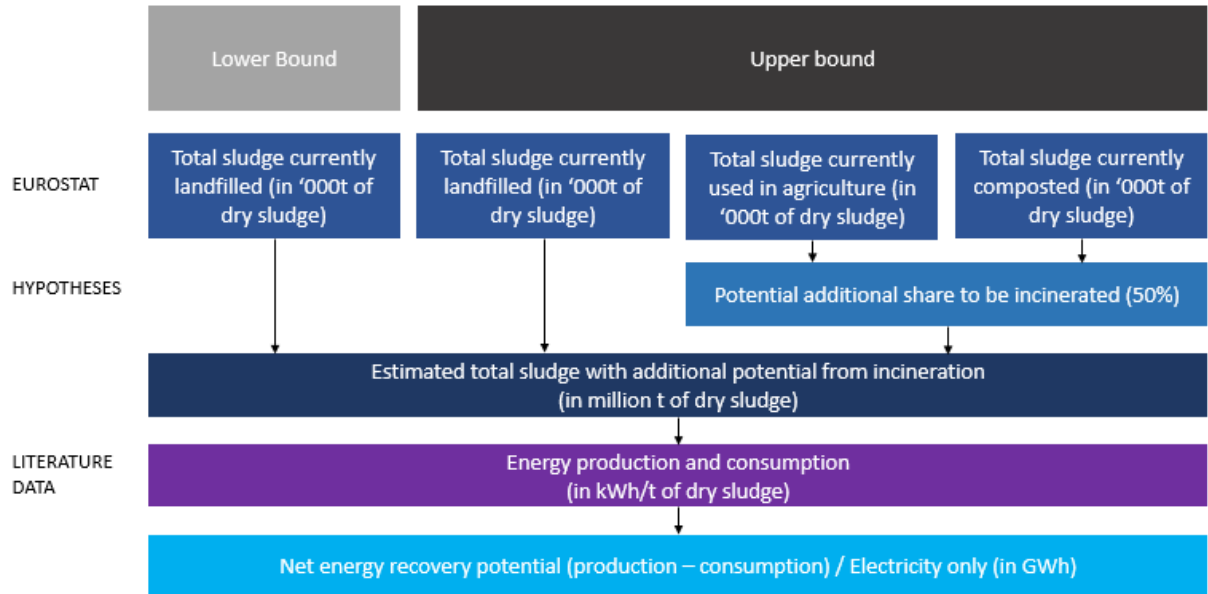 Lower Bound
Upper bound
EUROSTAT
Total sludge currently
landfilled (in ‘000t of
dry sludge)
Total sludge currently
landfilled (in ‘000t of
dry sludge)
Total sludge currently
used in agriculture (in
‘000t of dry sludge)
Total sludge currently
composted (in ‘000t of
dry sludge)
HYPOTHESES
Potential additional share to be incinerated (50%)
Estimated total sludge with additional potential from incineration
(in million t of dry sludge)
LITERATURE
DATA
Energy production and consumption
(in kWh/t of dry sludge)
Net energy recovery potential (production – consumption) / Electricity only (in GWh)